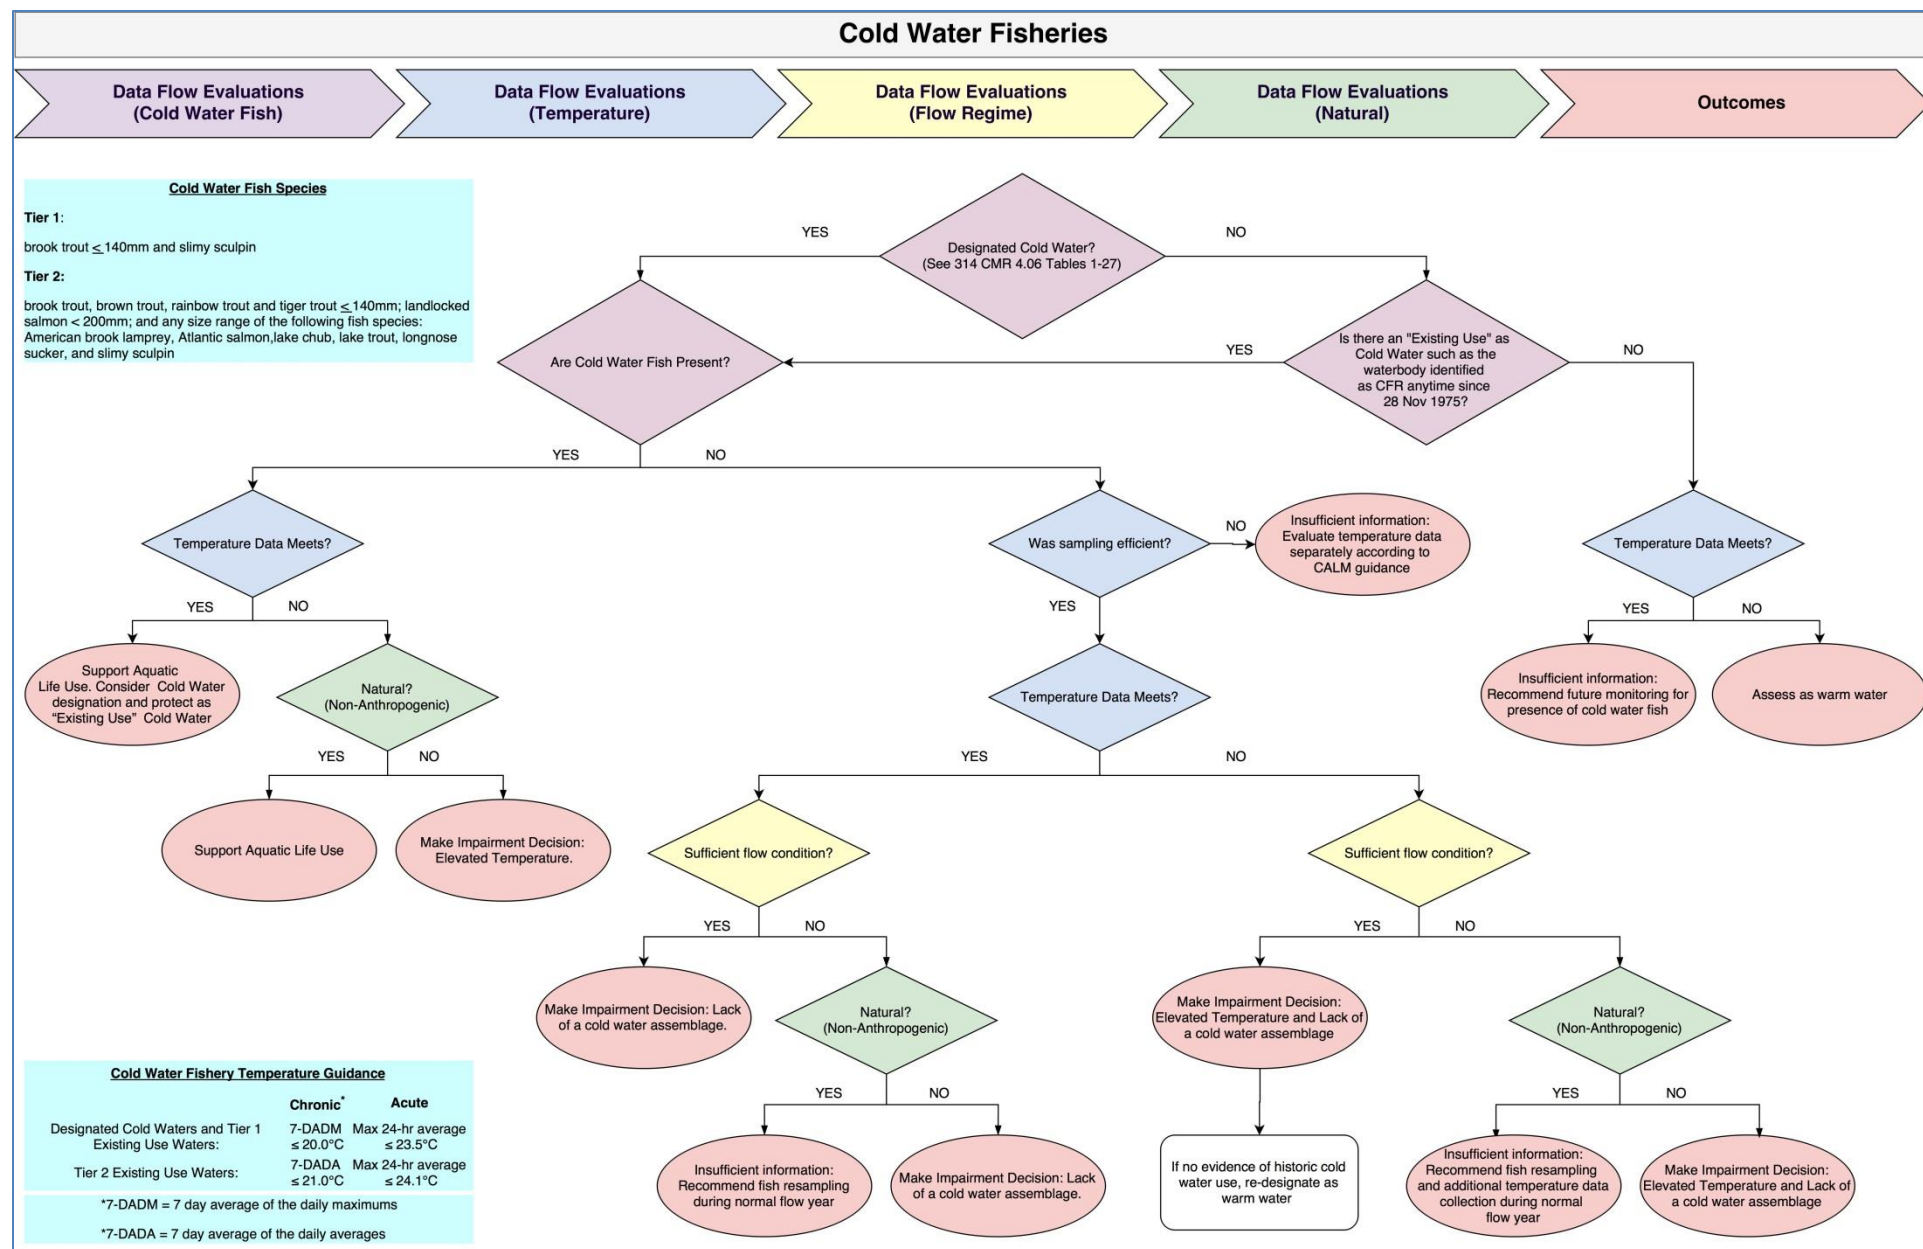 Cold Water Fisheries
Data Flow Evaluations
(Cold Water Fish)
Data Flow Evaluations
(Temperature)
Data Flow Evaluations
(Flow Regime)
Data Flow Evaluations
(Natural)
Outcomes
Cold Water Fish Species
Tier 1:
brook trout ≤ 140mm and slimy sculpin
Tier 2:
brook trout, brown trout, rainbow trout and tiger trout ≤ 140mm; landlocked
salmon < 200mm; and any size range of the following fish species:
American brook lamprey, Atlantic salmon,lake chub, lake trout, longnose
sucker, and slimy sculpin
YES
Designated Cold Water?
(See 314 CMR 4.06 Tables 1-27)
NO
Are Cold Water Fish Present?
YES
Is there an "Existing Use" as
Cold Water such as the
waterbody identified
as CFR anytime since
28 Nov 1975?
NO
YES
NO
Temperature Data Meets?
Was sampling efficient?
NO
Insufficient information:
Evaluate temperature data
separately according to
CALM guidance
Temperature Data Meets?
YES
NO
YES
YES
NO
Support Aquatic
Life Use. Consider Cold Water
designation and protect as
“Existing Use” Cold Water
Natural?
(Non-Anthropogenic)
Temperature Data Meets?
Insufficient information:
Recommend future monitoring for
presence of cold water fish
Assess as warm water
YES
NO
YES
NO
Support Aquatic Life Use
Make Impairment Decision:
Elevated Temperature.
Sufficient flow condition?
Sufficient flow condition?
YES
NO
YES
NO
Make Impairment Decision: Lack
of a cold water assemblage.
Natural?
(Non-Anthropogenic)
Make Impairment Decision:
Elevated Temperature and Lack of
a cold water assemblage
Natural?
(Non-Anthropogenic)
YES
NO
YES
NO
Insufficient information:
Recommend fish resampling
during normal flow year
Make Impairment Decision: Lack
of a cold water assemblage.
If no evidence of historic cold
water use, re-designate as
warm water
Insufficient information:
Recommend fish resampling
and additional temperature data
collection during normal
flow year
Make Impairment Decision:
Elevated Temperature and Lack of
a cold water assemblage
Cold Water Fishery Temperature Guidance
Chronic* Acute
Designated Cold Waters and Tier 1 7-DADM Max 24-hr average
Existing Use Waters: ≤ 20.0°C ≤ 23.5°C
Tier 2 Existing Use Waters: 7-DADA Max 24-hr average
≤ 21.0°C ≤ 24.1°C
*7-DADM = 7 day average of the daily maximums
*7-DADA = 7 day average of the daily averages